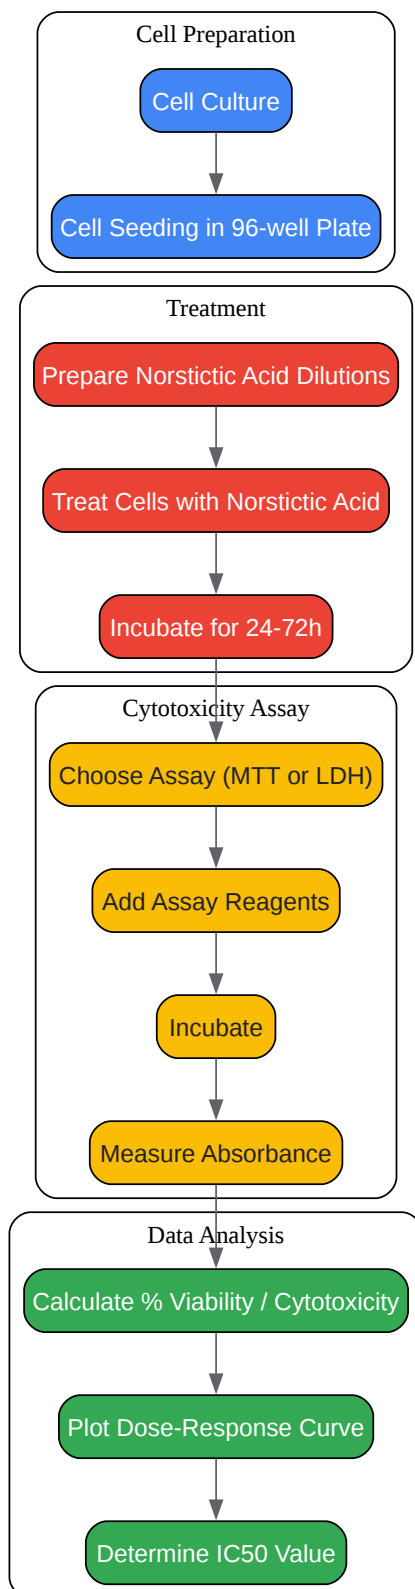 Cell Preparation
Cell Culture
Cell Seeding in 96-well Plate
Treatment
Prepare Norstictic Acid Dilutions
Treat Cells with Norstictic Acid
Incubate for 24-72h
Cytotoxicity Assay
Choose Assay (MTT or LDH)
Add Assay Reagents
Incubate
Measure Absorbance
Data Analysis
Calculate % Viability / Cytotoxicity
Plot Dose-Response Curve
Determine IC50 Value